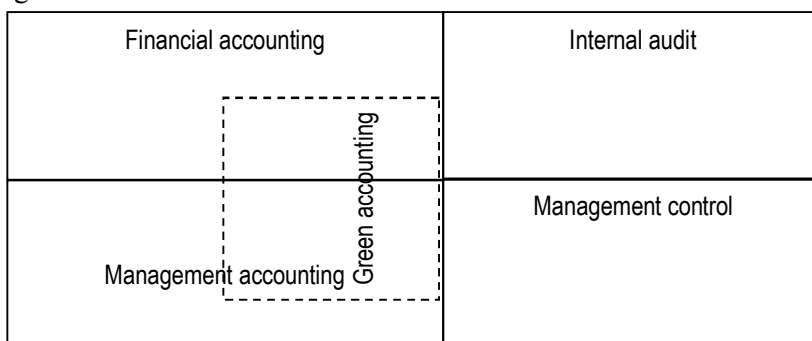 Financial accounting
Internal audit
Green accounting
Management control
Management accounting